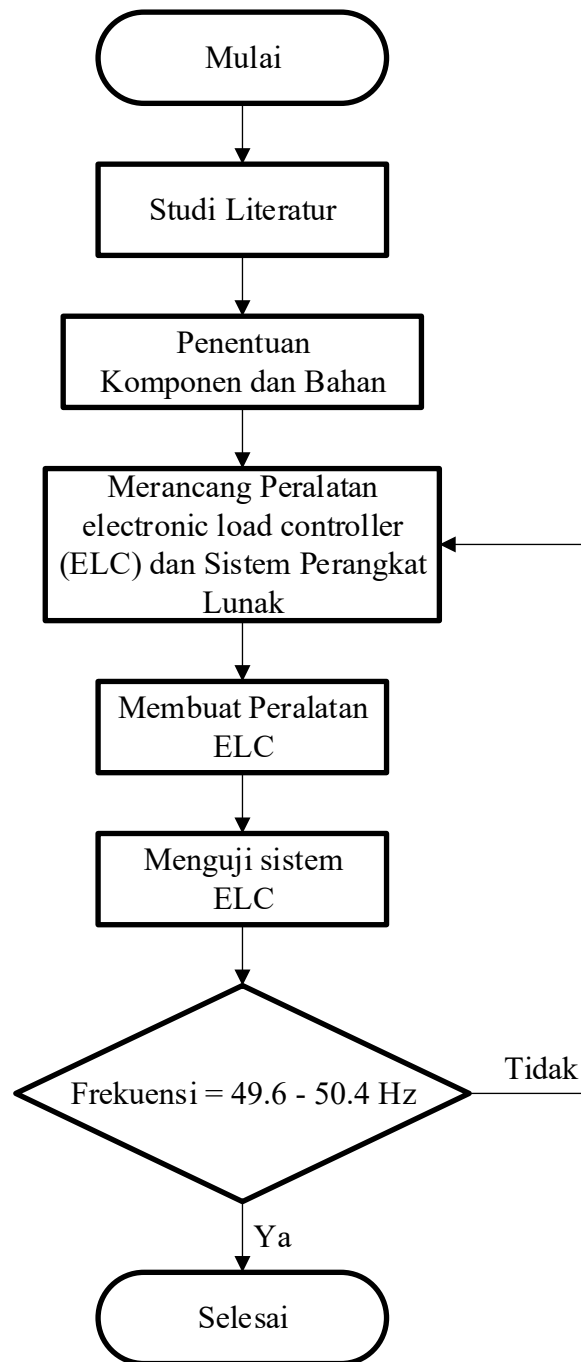 Mulai
Studi Literatur
Penentuan
Komponen dan Bahan
Merancang Peralatan
electronic load controller
(ELC) dan Sistem Perangkat
Lunak
Membuat Peralatan
ELC
Menguji sistem
ELC
Frekuensi = 49.6 - 50.4 Hz
Tidak
Ya
Selesai